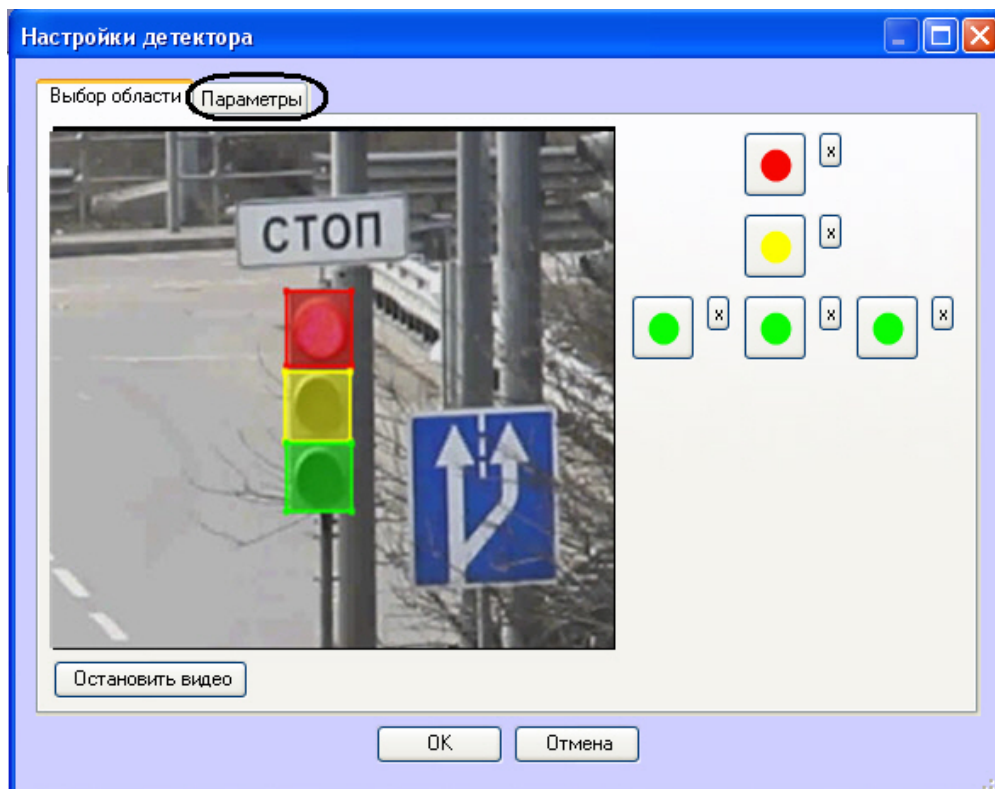 Настройки детектора
Выбор области
Параметры
СТОП
x
x
x
x
x
Остановить видео
OK
Отмена